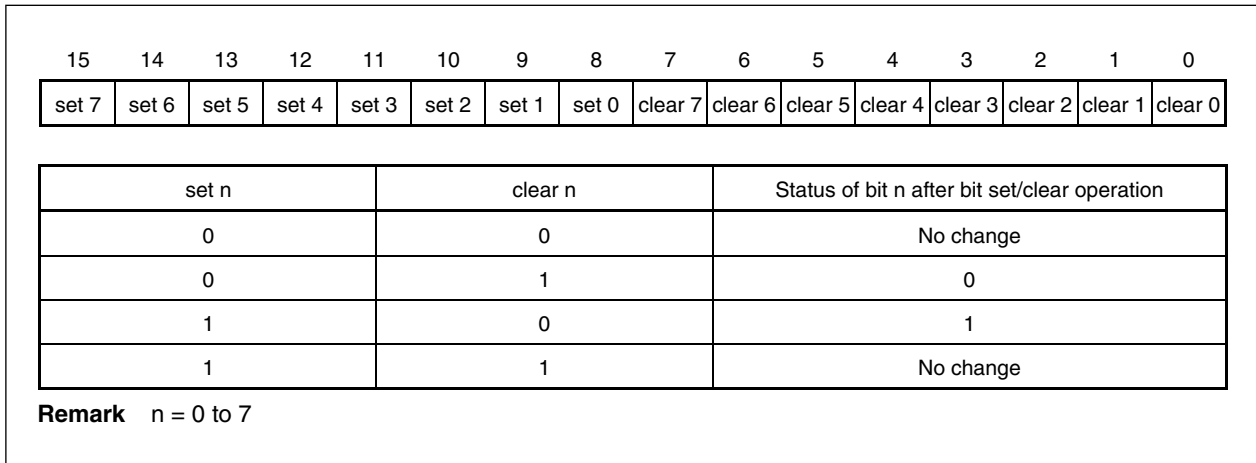 15 14 13 12 11 10 9 8 7 6 5 4 3 2 1 0
set 7 set 6 set 5 set 4 set 3 set 2 set 1 set 0 clear 7 clear 6 clear 5 clear 4 clear 3 clear 2 clear 1 clear 0
set n clear n Status of bit n after bit set/clear operation
0 0 No change
0 1 0
1 0 1
1 1 No change
Remark n = 0 to 7